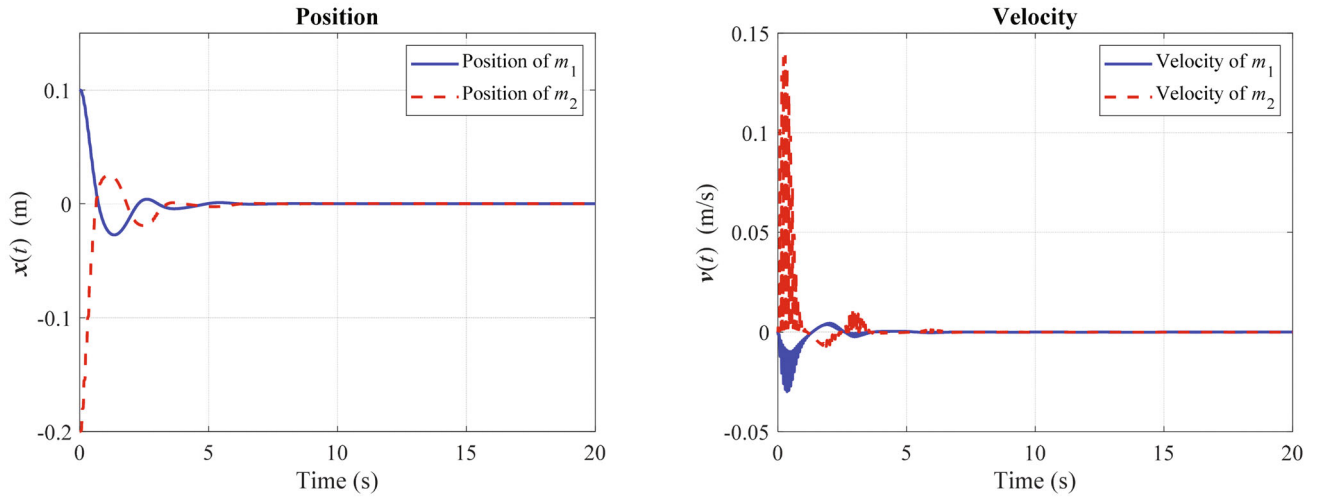 Position
Position of m1
Position of m2
0.1
0
-0.1
-0.2
x(t) (m)
0 5 10 15 20
Time (s)
Velocity
Velocity of m1
Velocity of m2
0.15
0.1
0.05
0
-0.05
v(t) (m/s)
0 5 10 15 20
Time (s)